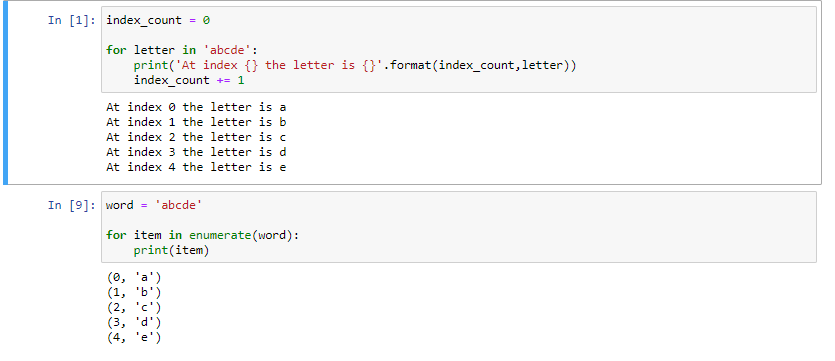 In [1]: index_count = 0
for letter in 'abcde':
    print('At index {} the letter is {}'.format(index_count,letter))
    index_count += 1
At index 0 the letter is a
At index 1 the letter is b
At index 2 the letter is c
At index 3 the letter is d
At index 4 the letter is e
In [9]: word = 'abcde'
for item in enumerate(word):
    print(item)
(0, 'a')
(1, 'b')
(2, 'c')
(3, 'd')
(4, 'e')